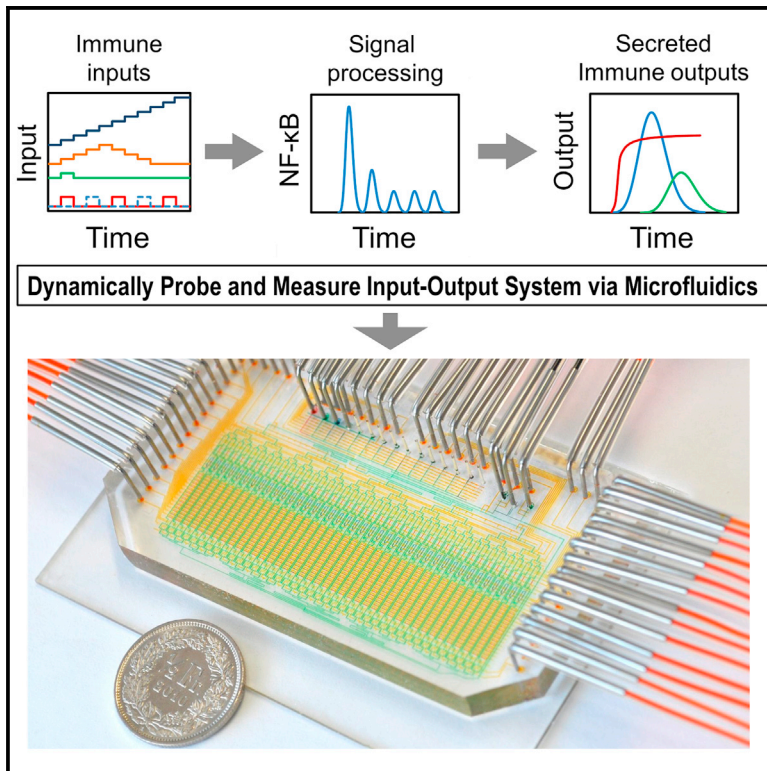 Immune
inputs
Signal
processing
Secreted
Immune outputs
Input
Time
NF-κB
Time
Output
Time
Dynamically Probe and Measure Input-Output System via Microfluidics